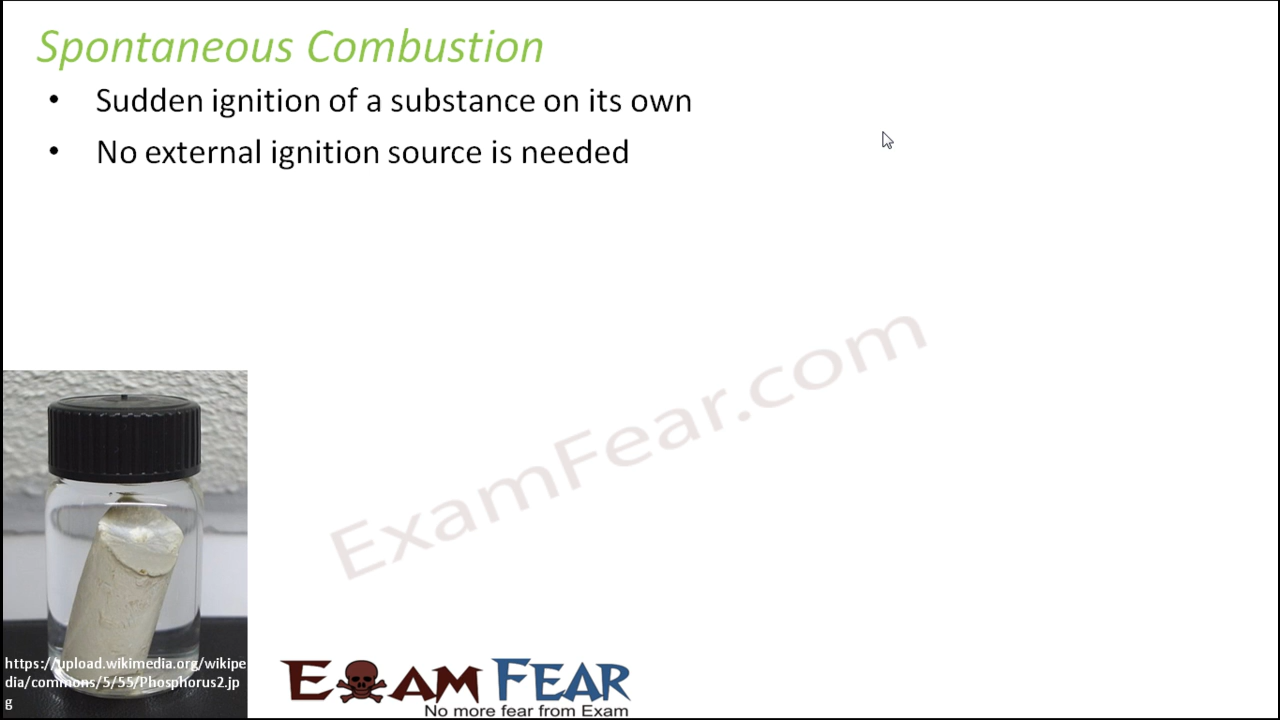 Spontaneous Combustion
• Sudden ignition of a substance on its own
• No external ignition source is needed
ExamFear.com
https://upload.wikimedia.org/wikipe
dia/commons/5/55/Phosphorus2.jp
g
EXAM FEAR
No more fear from Exam